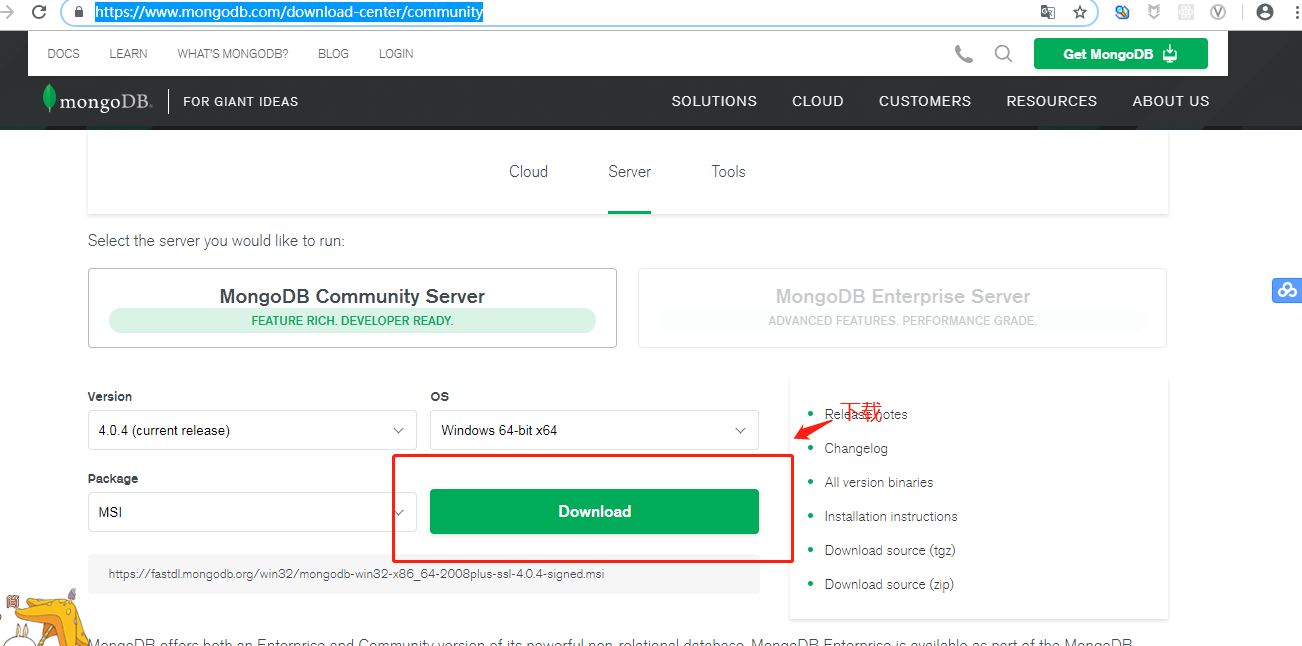 https://www.mongodb.com/download-center/community
DOCS LEARN WHAT'S MONGODB? BLOG LOGIN Get MongoDB
mongoDB. FOR GIANT IDEAS SOLUTIONS CLOUD CUSTOMERS RESOURCES ABOUT US
Cloud Server Tools
Select the server you would like to run:
MongoDB Community Server
FEATURE RICH. DEVELOPER READY.
MongoDB Enterprise Server
ADVANCED FEATURES. PERFORMANCE GRADE.
Version
4.0.4 (current release)
OS
Windows 64-bit x64
Package
MSI
Download
https://fastdl.mongodb.org/win32/mongodb-win32-x86_64-2008plus-ssl-4.0.4-signed.msi
下载
Release notes
Changelog
All version binaries
Installation instructions
Download source (tgz)
Download source (zip)
简
MongoDB offers both an Enterprise and Community version of its powerful non-relational database. MongoDB Enterprise is available as part of the MongoDB